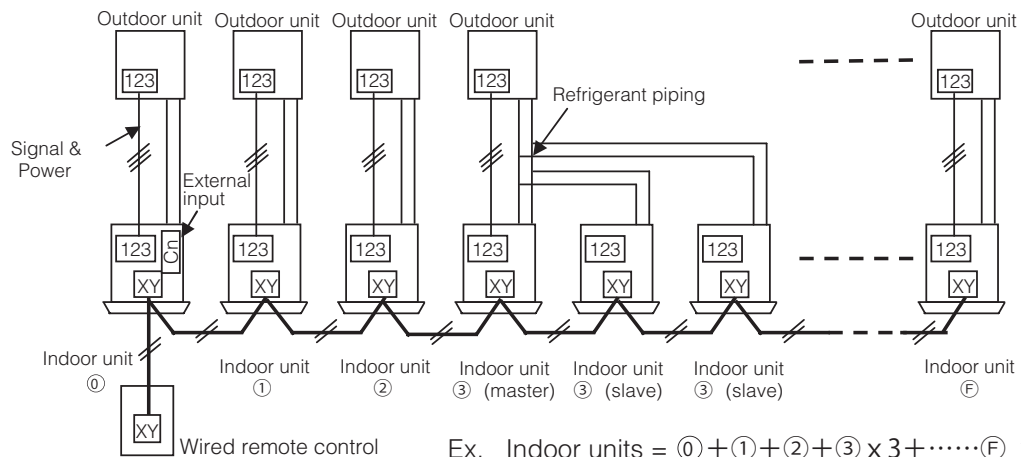 Outdoor unit Outdoor unit Outdoor unit Outdoor unit Outdoor unit
123 123 123 123 123
Refrigerant piping
Signal &
Power
External
input
Cn
123 123 123 123 123 123 123
XY XY XY XY XY XY XY
Indoor unit Indoor unit Indoor unit Indoor unit Indoor unit Indoor unit Indoor unit
⓪ ① ② ③ (master) ③ (slave) ③ (slave) Ⓕ
XY
Wired remote control
Ex. Indoor units = ⓪+①+②+③ x 3+……Ⓕ